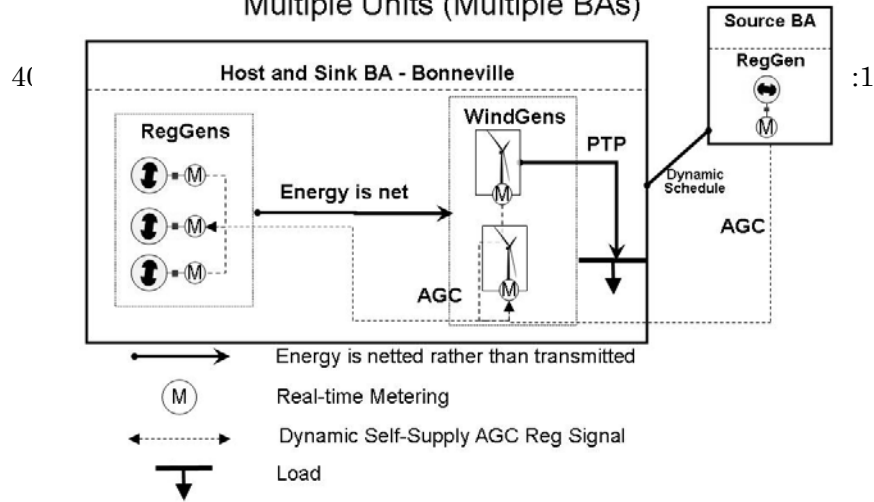 Multiple Units (Multiple BAs)
Source BA
40
Host and Sink BA - Bonneville
RegGen
:1
M
RegGens
WindGens
PTP
M
M
Energy is net
Dynamic
Schedule
M
AGC
M
AGC
M
Energy is netted rather than transmitted
M
Real-time Metering
Dynamic Self-Supply AGC Reg Signal
Load